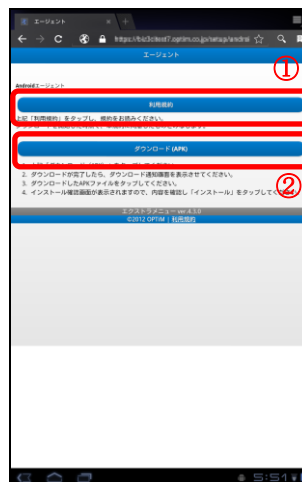 エージェント
https://biz3ctest7.optim.co.jp/setup/androi
エージェント
①
Androidエージェント
利用規約
上記「利用規約」をタップし、規約をお読みください。
ダウンロード (APK)
②
2. ダウンロードが完了したら、ダウンロード通知画面を表示させてください。
3. ダウンロードしたAPKファイルをタップしてください。
4. インストール確認画面が表示されますので、内容を確認し「インストール」をタップしてください。
エクストラメニュー ver.4.3.0
©2012 OPTiM | 利用規約
5:51